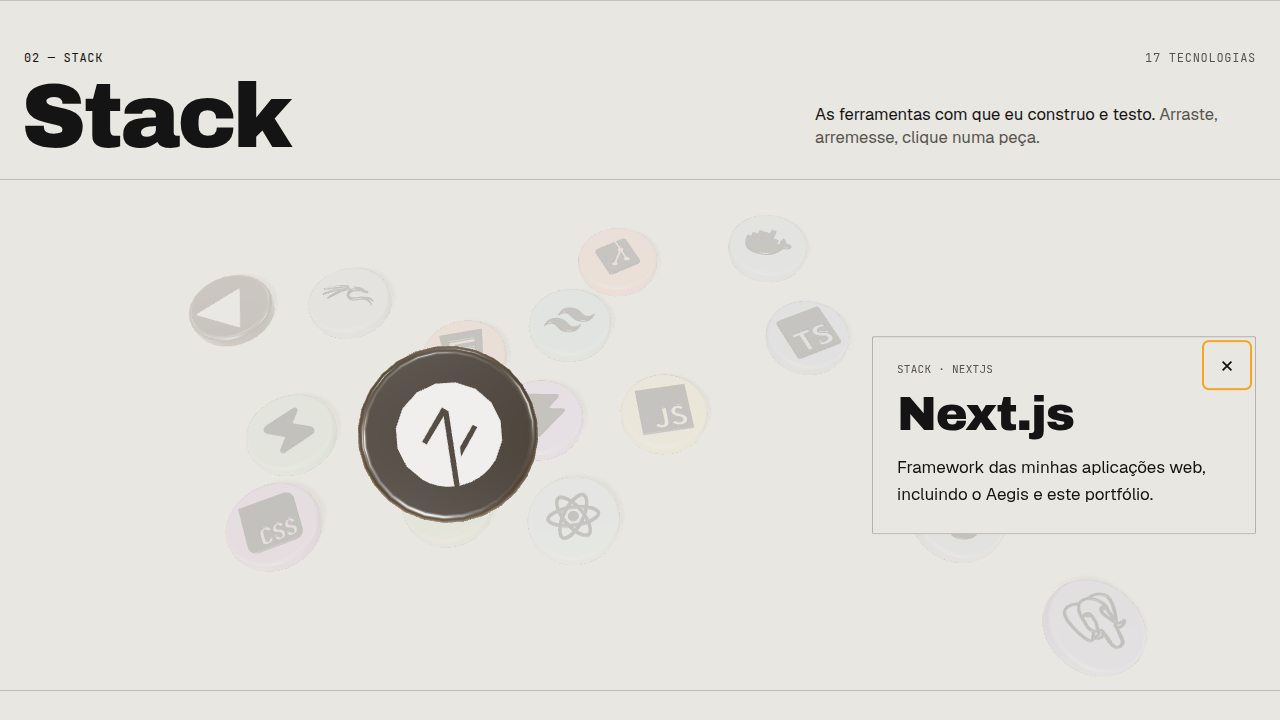 02 — STACK
17 TECNOLOGIAS
Stack
As ferramentas com que eu construo e testo. Arraste,
arremesse, clique numa peça.
TS
JS
CSS
STACK · NEXTJS
×
Next.js
Framework das minhas aplicações web,
incluindo o Aegis e este portfólio.